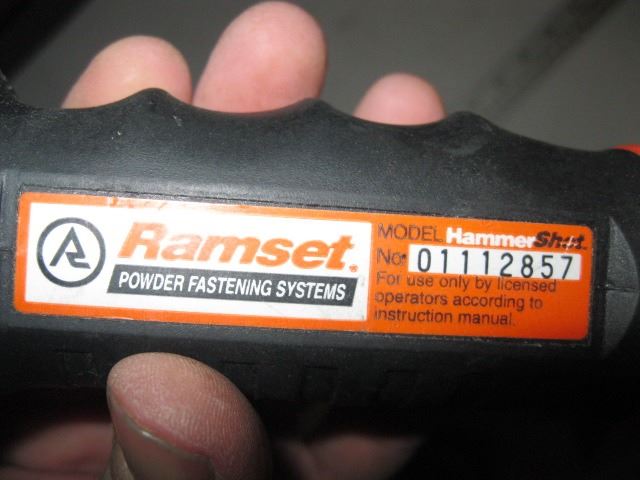 Ramset.
POWDER FASTENING SYSTEMS
MODEL HammerShot.
No. 01112857
For use only by licensed
operators according to
instruction manual.